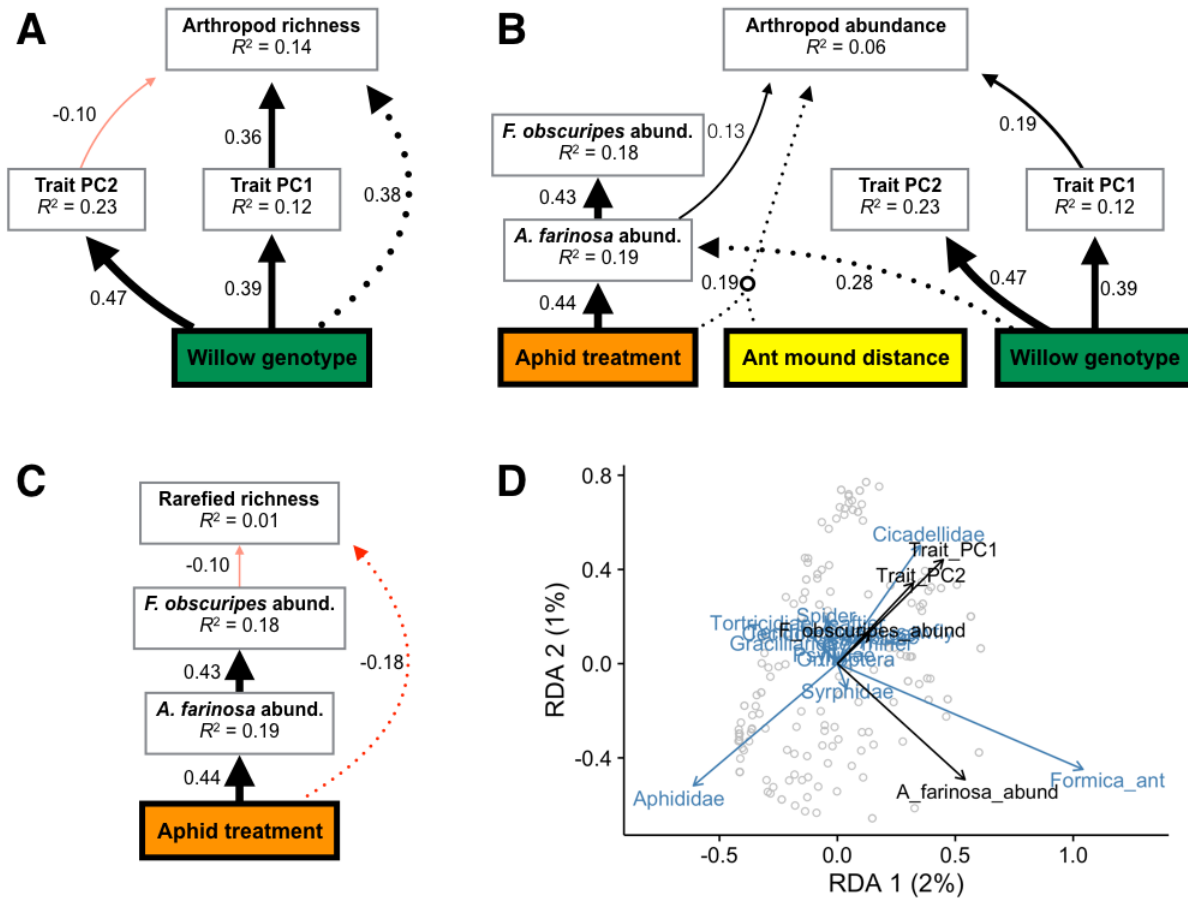 A
Arthropod richness
R² = 0.14
-0.10
0.36
0.38
Trait PC2
R² = 0.23
Trait PC1
R² = 0.12
0.47
0.39
Willow genotype
B
Arthropod abundance
R² = 0.06
F. obscuripes abund.
R² = 0.18
0.13
0.19
0.43
Trait PC2
R² = 0.23
Trait PC1
R² = 0.12
A. farinosa abund.
R² = 0.19
0.44
0.19
0.28
0.47
0.39
Aphid treatment
Ant mound distance
Willow genotype
C
Rarefied richness
R² = 0.01
-0.10
F. obscuripes abund.
R² = 0.18
-0.18
0.43
A. farinosa abund.
R² = 0.19
0.44
Aphid treatment
D
0.8
0.4
0.0
-0.4
RDA 2 (1%)
Cicadellidae
Trait_PC1
Trait_PC2
Spider
F_obscuripes_abund
Syrphidae
Aphididae
A_farinosa_abund
Formica_ant
-0.5
0.0
0.5
1.0
RDA 1 (2%)